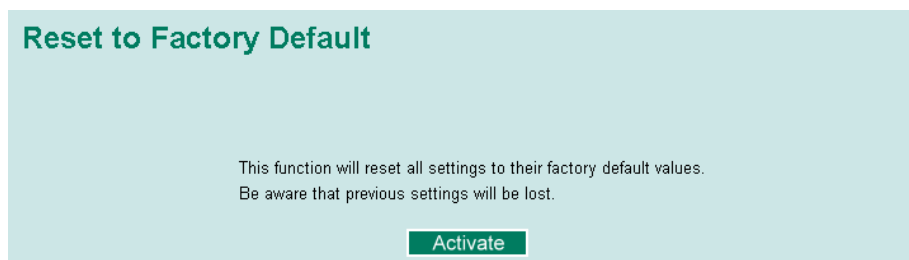 Reset to Factory Default
This function will reset all settings to their factory default values.
Be aware that previous settings will be lost.
Activate